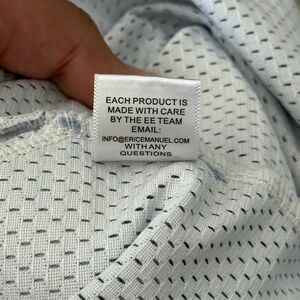 EACH PRODUCT IS
MADE WITH CARE
BY THE EE TEAM
EMAIL:
INFO@ERICEMANUEL.COM
WITH ANY
QUESTIONS